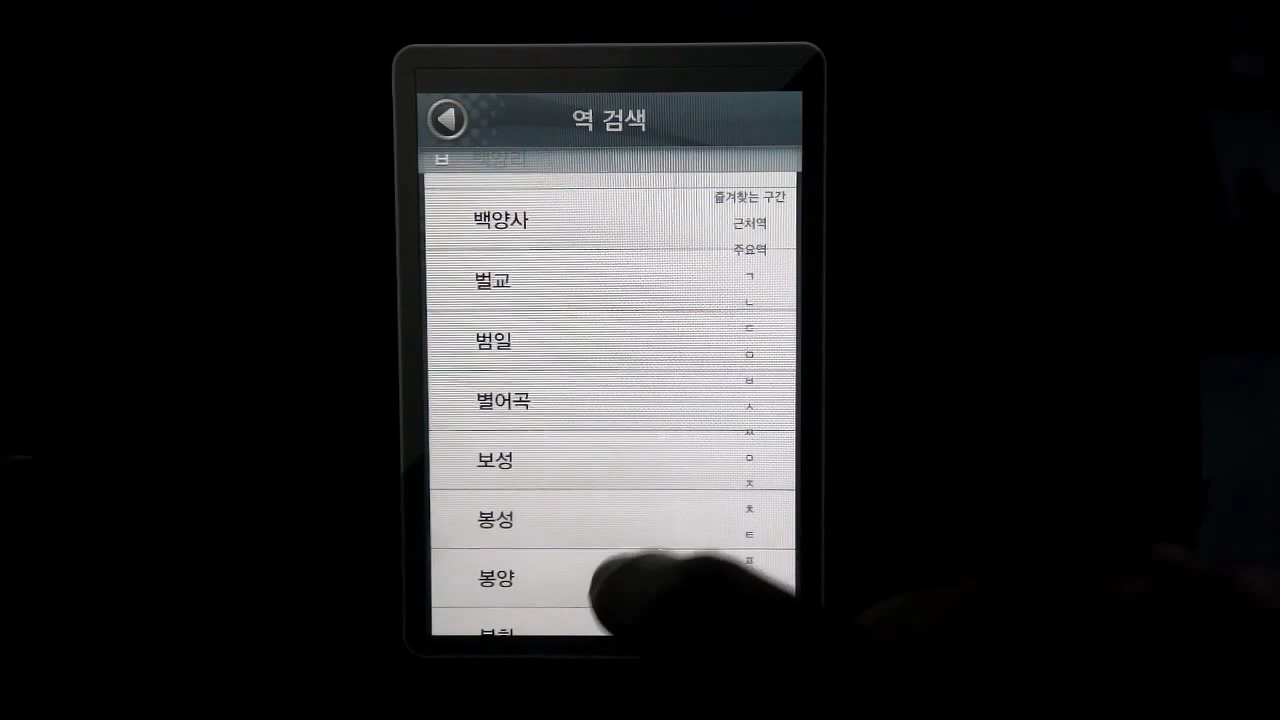 역 검색
ㅂ
백양사
벌교
범일
별어곡
보성
봉성
봉양
즐겨찾는 구간
근처역
주요역
ㄱ
ㄴ
ㄷ
ㅁ
ㅂ
ㅅ
ㅆ
ㅇ
ㅈ
ㅊ
ㅌ
ㅍ